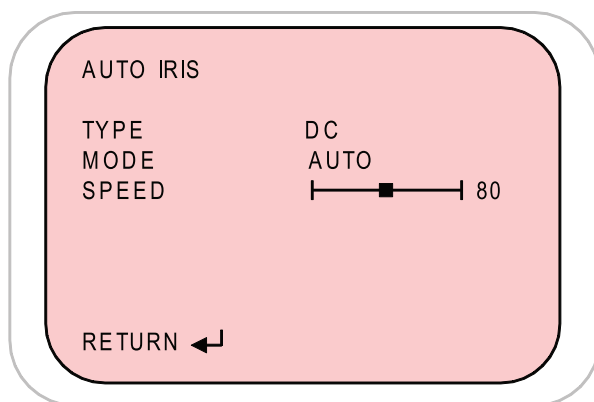 AUTO IRIS
TYPE DC
MODE AUTO
SPEED 80
RETURN